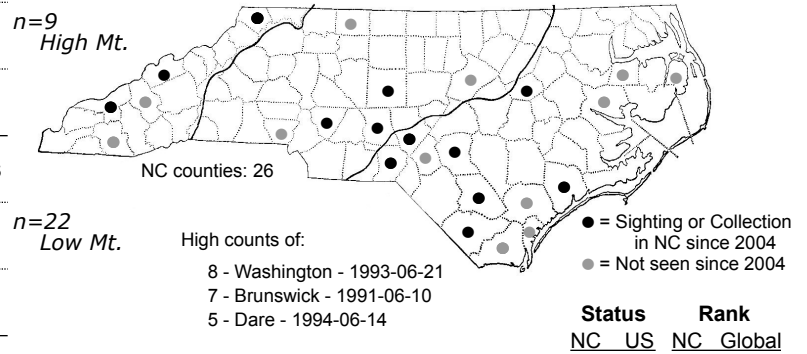 n=9
High Mt.
NC counties: 26
n=22
Low Mt.
High counts of:
8 - Washington - 1993-06-21
7 - Brunswick - 1991-06-10
5 - Dare - 1994-06-14
= Sighting or Collection
in NC since 2004
= Not seen since 2004
Status Rank
NC US NC Global